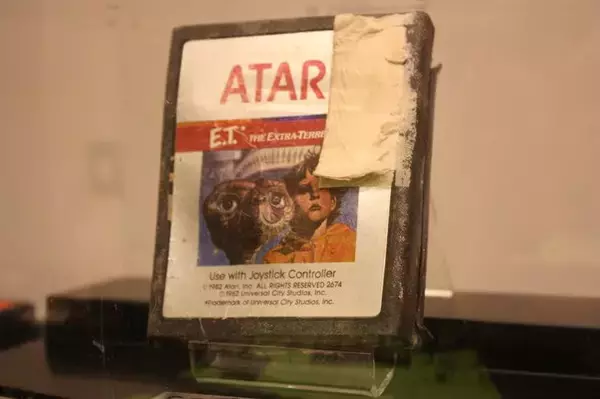 ATAR
E.T.* THE EXTRA-TERRE
Use with Joystick Controller
©1982 Atari, Inc. ALL RIGHTS RESERVED 2674
©1982 Universal City Studios, Inc.
*Trademark of Universal City Studios, Inc.